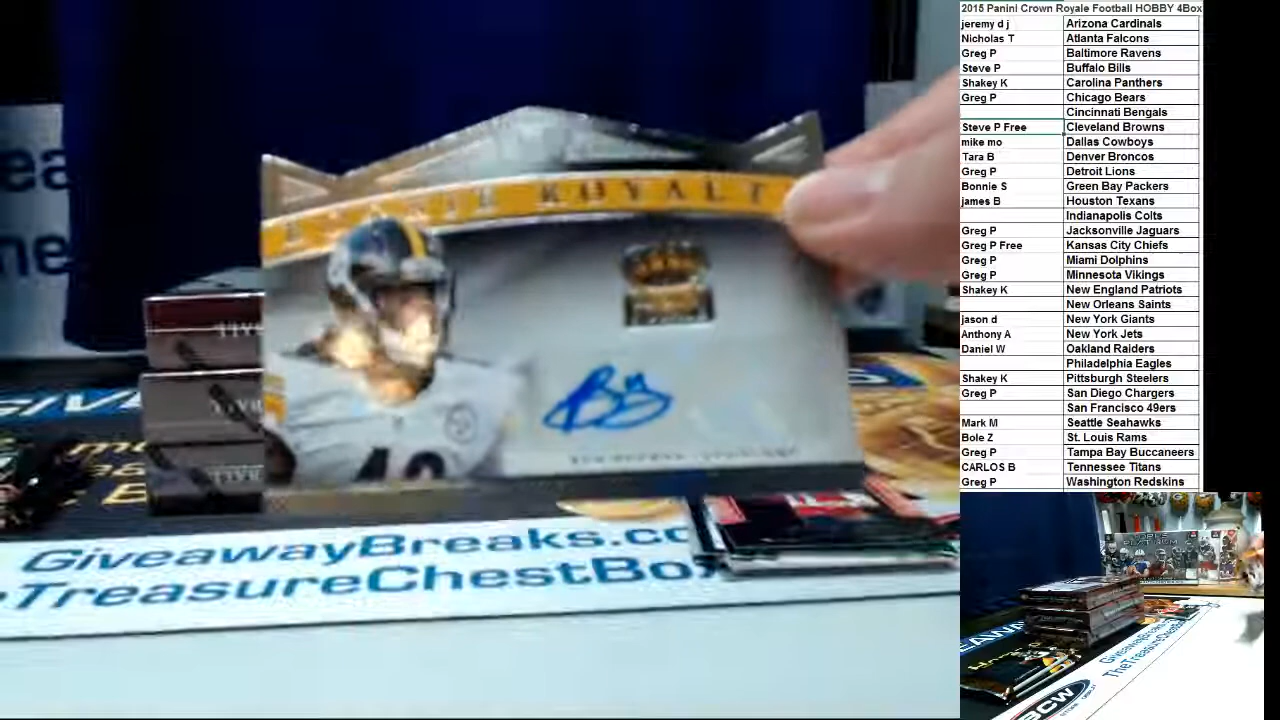 2015 Panini Crown Royale Football HOBBY 4Box
jeremy d j Arizona Cardinals
Nicholas T Atlanta Falcons
Greg P Baltimore Ravens
Steve P Buffalo Bills
Shakey K Carolina Panthers
Greg P Chicago Bears
Cincinnati Bengals
Steve P Free Cleveland Browns
mike mo Dallas Cowboys
Tara B Denver Broncos
Greg P Detroit Lions
Bonnie S Green Bay Packers
james B Houston Texans
Indianapolis Colts
Greg P Jacksonville Jaguars
Greg P Free Kansas City Chiefs
Greg P Miami Dolphins
Greg P Minnesota Vikings
Shakey K New England Patriots
New Orleans Saints
jason d New York Giants
Anthony A New York Jets
Daniel W Oakland Raiders
Philadelphia Eagles
Shakey K Pittsburgh Steelers
Greg P San Diego Chargers
San Francisco 49ers
Mark M Seattle Seahawks
Bole Z St. Louis Rams
Greg P Tampa Bay Buccaneers
CARLOS B Tennessee Titans
Greg P Washington Redskins
GiveawayBreaks.co
TreasureChestBox
GiveawayBreaks
TheTreasureChest
BCW